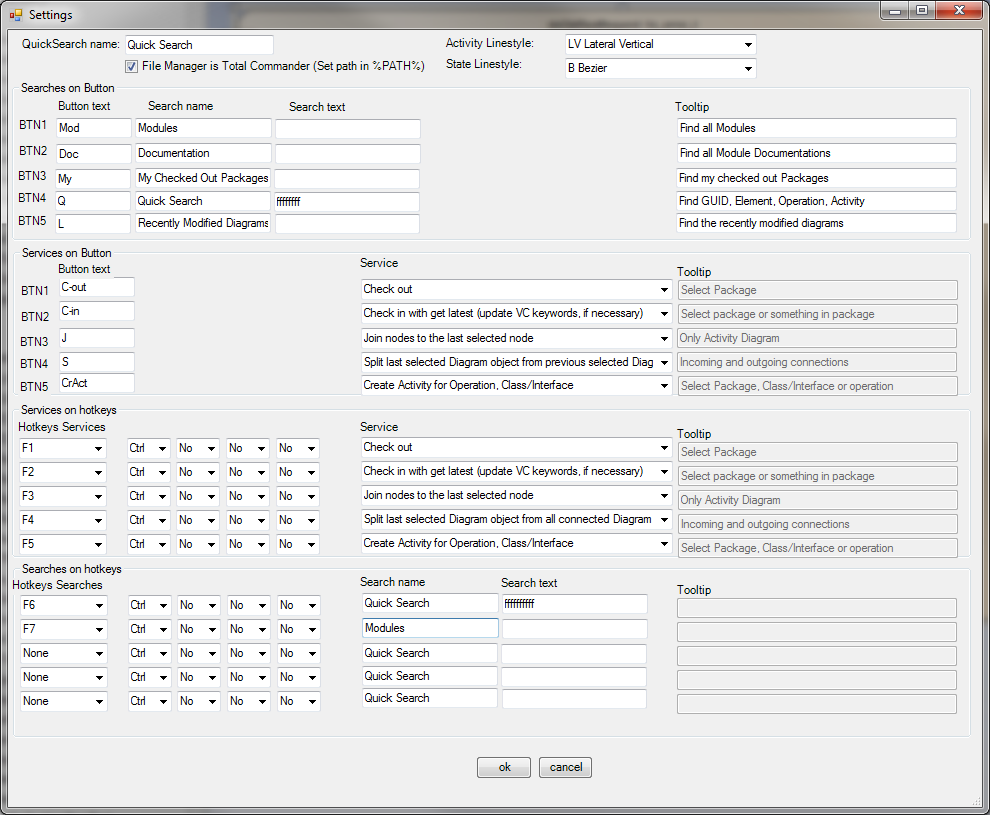 Settings
QuickSearch name: Quick Search Activity Linestyle: LV Lateral Vertical
File Manager is Total Commander (Set path in %PATH%) State Linestyle: B Bezier
Searches on Button
Button text Search name Search text Tooltip
BTN1 Mod Modules Find all Modules
BTN2 Doc Documentation Find all Module Documentations
BTN3 My My Checked Out Packages Find my checked out Packages
BTN4 Q Quick Search ffffffff Find GUID, Element, Operation, Activity
BTN5 L Recently Modified Diagrams Find the recently modified diagrams
Services on Button
Button text Service Tooltip
BTN1 C-out Check out Select Package
BTN2 C-in Check in with get latest (update VC keywords, if necessary) Select package or something in package
BTN3 J Join nodes to the last selected node Only Activity Diagram
BTN4 S Split last selected Diagram object from previous selected Diag Incoming and outgoing connections
BTN5 CrAct Create Activity for Operation, Class/Interface Select Package, Class/Interface or operation
Services on hotkeys
Hotkeys Services Service Tooltip
F1 Ctrl No No No Check out Select Package
F2 Ctrl No No No Check in with get latest (update VC keywords, if necessary) Select package or something in package
F3 Ctrl No No No Join nodes to the last selected node Only Activity Diagram
F4 Ctrl No No No Split last selected Diagram object from all connected Diagram Incoming and outgoing connections
F5 Ctrl No No No Create Activity for Operation, Class/Interface Select Package, Class/Interface or operation
Searches on hotkeys
Hotkeys Searches Search name Search text Tooltip
F6 Ctrl No No No Quick Search ffffffffff
F7 Ctrl No No No Modules
None Ctrl No No No Quick Search
None Ctrl No No No Quick Search
None Ctrl No No No Quick Search
ok cancel